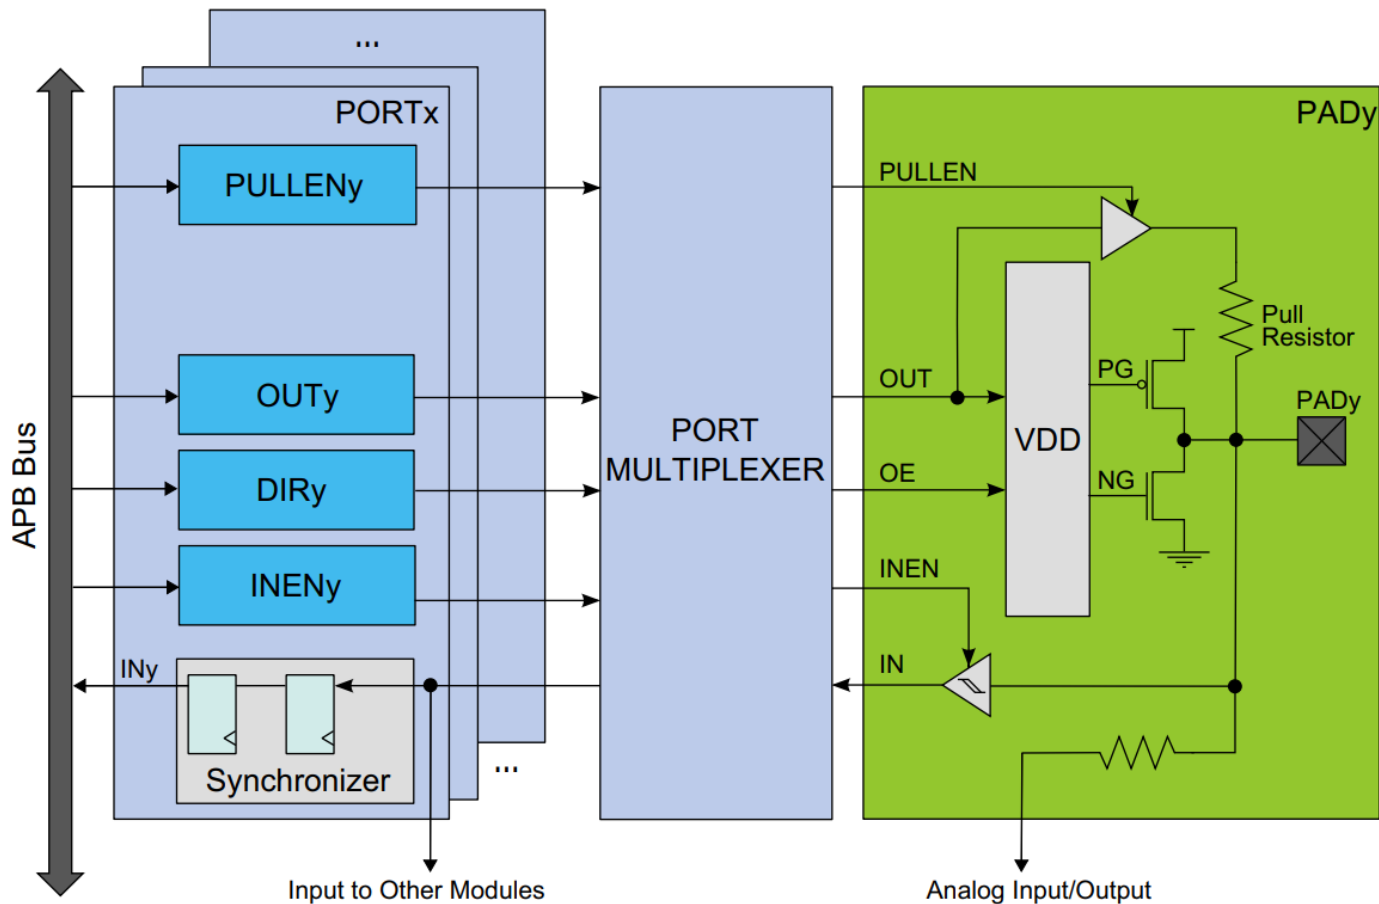 ...
PORTx
PADy
PULLENy
PULLEN
Pull
Resistor
OUTy
OUT
PG
PADy
APB Bus
PORT
MULTIPLEXER
VDD
DIRy
OE
NG
INENy
INEN
INy
IN
Synchronizer
...
Input to Other Modules
Analog Input/Output